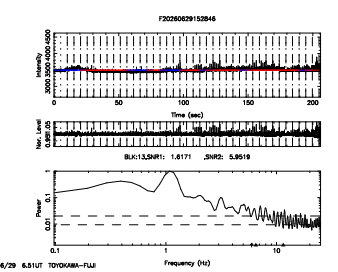 F20260629152846
Intensity
3000 3500 4000 4500
0 50 100 150 200
Time (sec)
Nor. Level
BLK:13,SNR1: 1.6171 ,SNR2: 5.9519
Power
1
0.1
0.01
0.1 1 10
Frequency (Hz)
6/29 6.51UT TOYOKAWA-FUJI